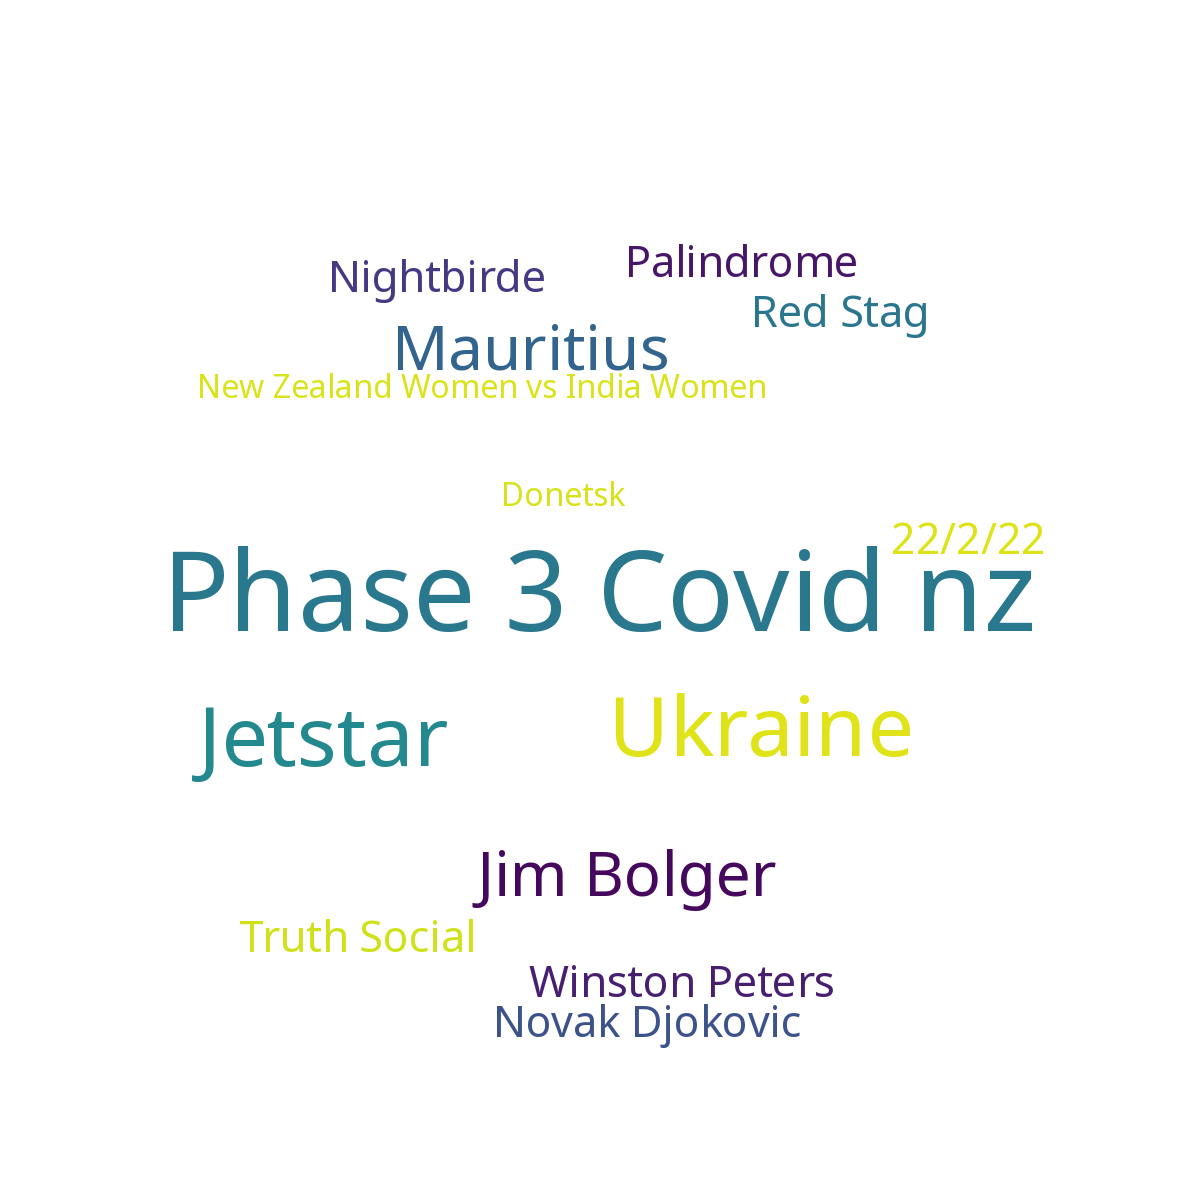 Palindrome
Nightbirde
Red Stag
Mauritius
New Zealand Women vs India Women
Donetsk
22/2/22
Phase 3 Covid nz
Ukraine
Jetstar
Jim Bolger
Truth Social
Winston Peters
Novak Djokovic